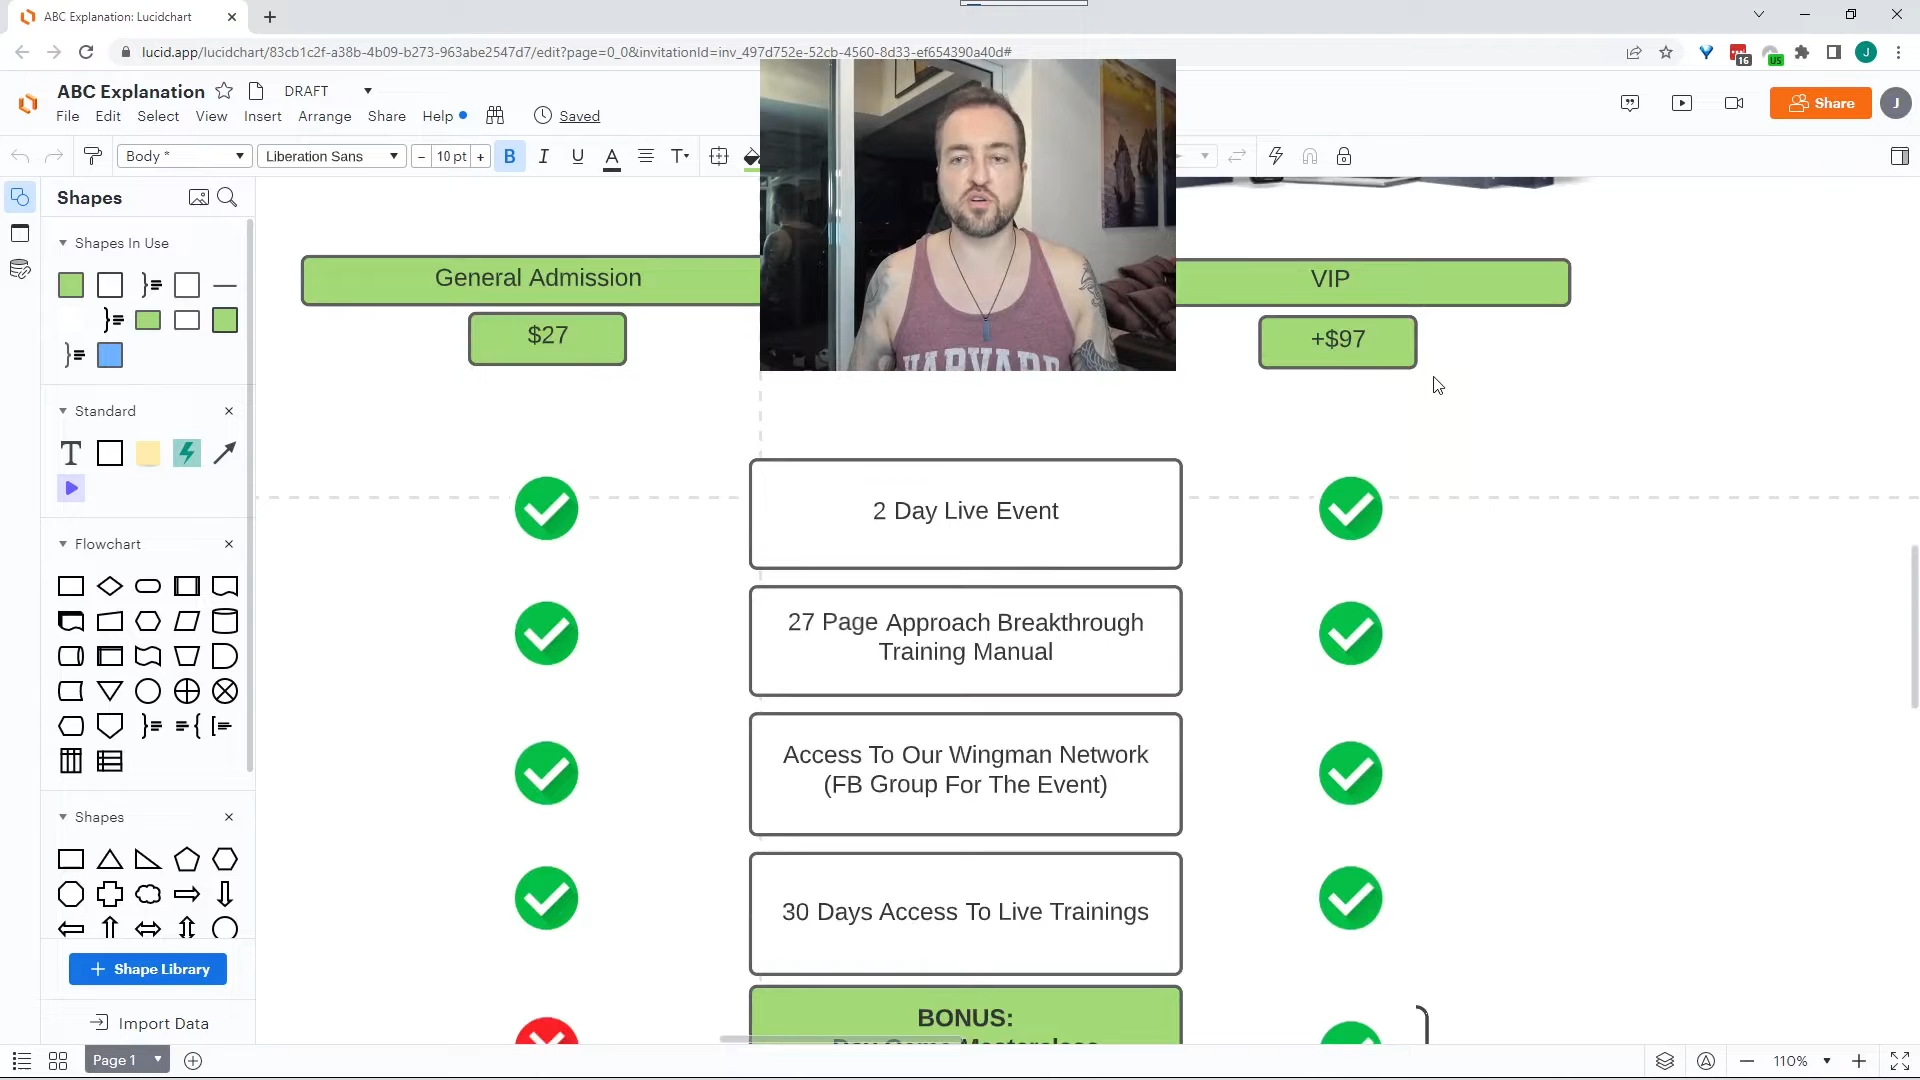 ABC Explanation: Lucidchart
lucid.app/lucidchart/83cb1c2f-a38b-4b09-b273-963abe2547d7/edit?page=0_0&invitationId=inv_497d752e-52cb-4560-8d33-ef654390a40d#
16
US
J
ABC Explanation
DRAFT
File Edit Select View Insert Arrange Share Help
Saved
Share
J
Body *
Liberation Sans
10 pt
B I U A T
Shapes
Shapes In Use
Standard
T
Flowchart
Shapes
Shape Library
Import Data
Page 1
110%
General Admission
$27
VIP
+$97
HARVARD
2 Day Live Event
27 Page Approach Breakthrough
Training Manual
Access To Our Wingman Network
(FB Group For The Event)
30 Days Access To Live Trainings
BONUS: